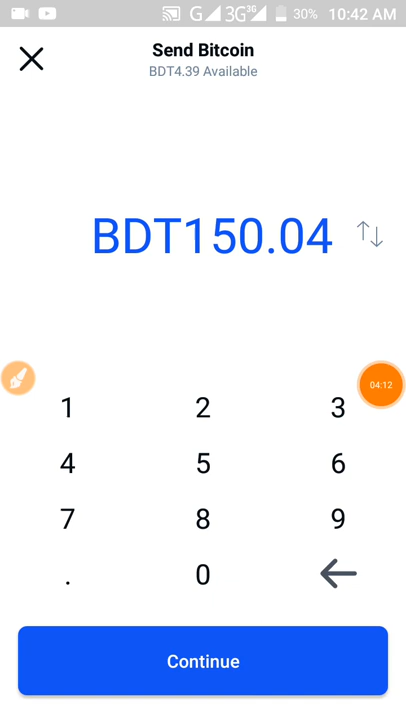 G 3G 3G 30% 10:42 AM
Send Bitcoin
BDT4.39 Available
BDT150.04
04:12
1 2 3
4 5 6
7 8 9
. 0
Continue